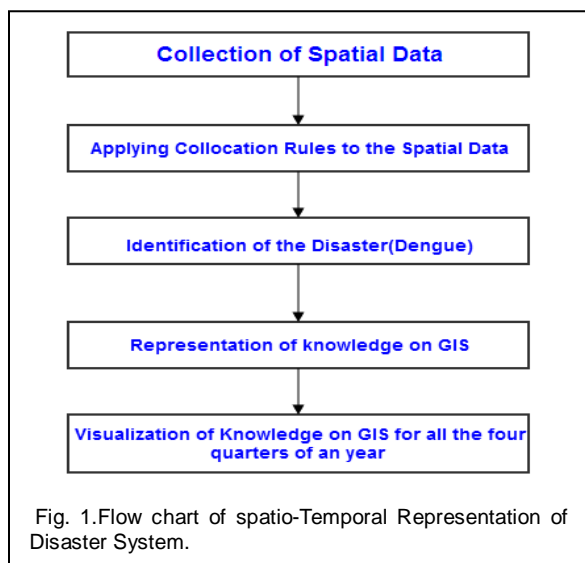 Collection of Spatial Data
Applying Collocation Rules to the Spatial Data
Identification of the Disaster(Dengue)
Representation of knowledge on GIS
Visualization of Knowledge on GIS for all the four
quarters of an year
Fig. 1.Flow chart of spatio-Temporal Representation of
Disaster System.